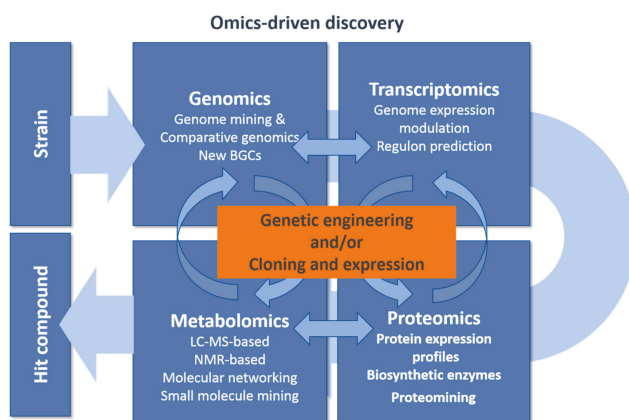 Omics-driven discovery
Strain
Genomics
Genome mining &
Comparative genomics
New BGCs
Transcriptomics
Genome expression
modulation
Regulon prediction
Genetic engineering
and/or
Cloning and expression
Hit compound
Metabolomics
LC-MS-based
NMR-based
Molecular networking
Small molecule mining
Proteomics
Protein expression
profiles
Biosynthetic enzymes
Proteomining